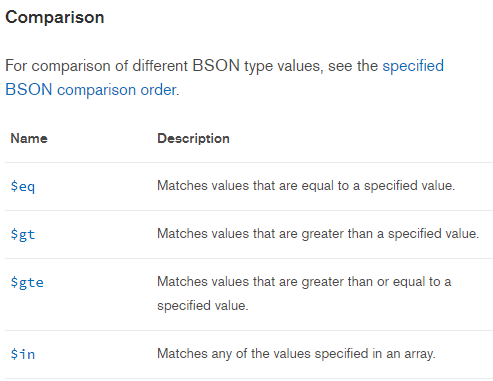 Comparison
For comparison of different BSON type values, see the specified
BSON comparison order.
Name Description
$eq Matches values that are equal to a specified value.
$gt Matches values that are greater than a specified value.
$gte Matches values that are greater than or equal to a
specified value.
$in Matches any of the values specified in an array.